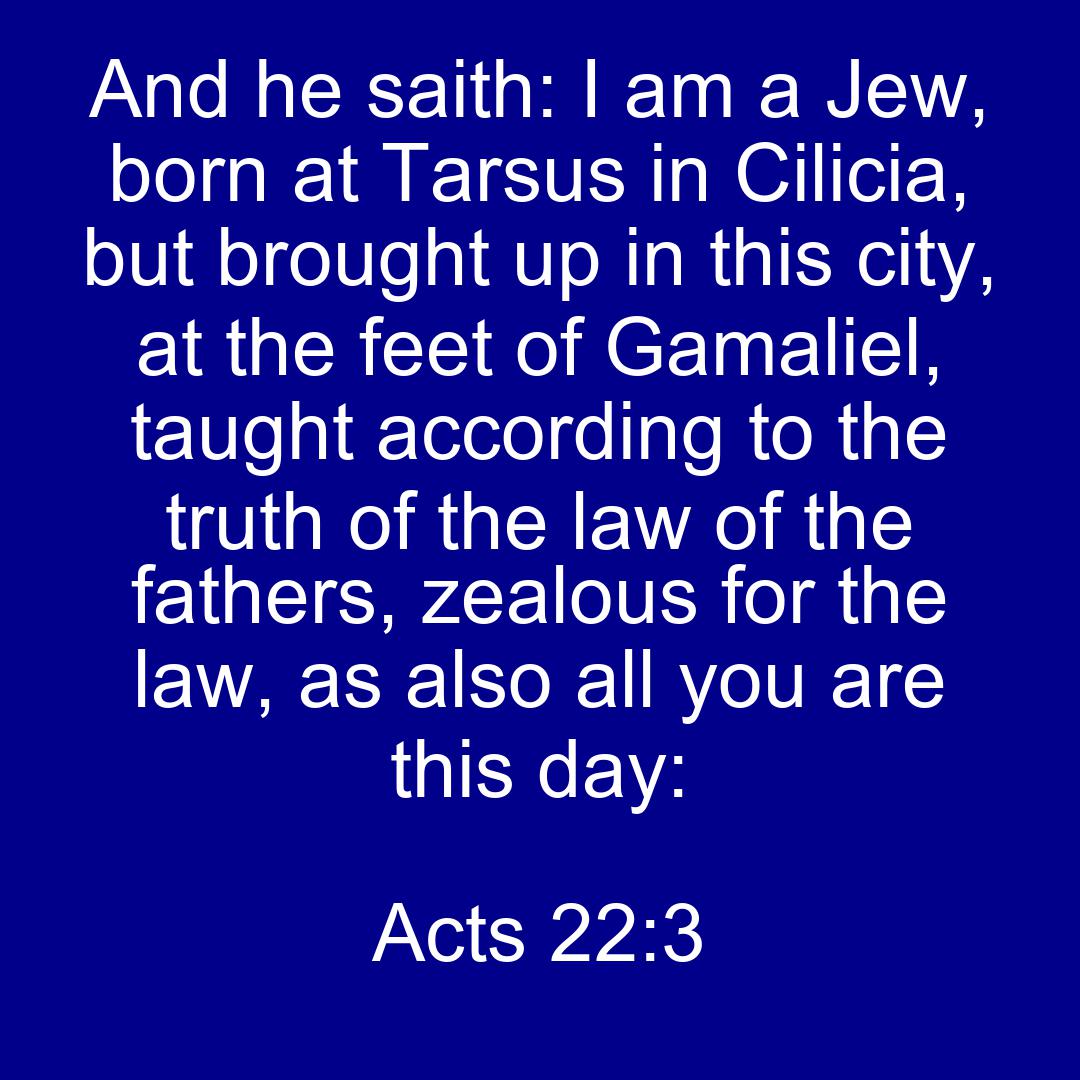 And he saith: I am a Jew,
born at Tarsus in Cilicia,
but brought up in this city,
at the feet of Gamaliel,
taught according to the
truth of the law of the
fathers, zealous for the
law, as also all you are
this day:
Acts 22:3